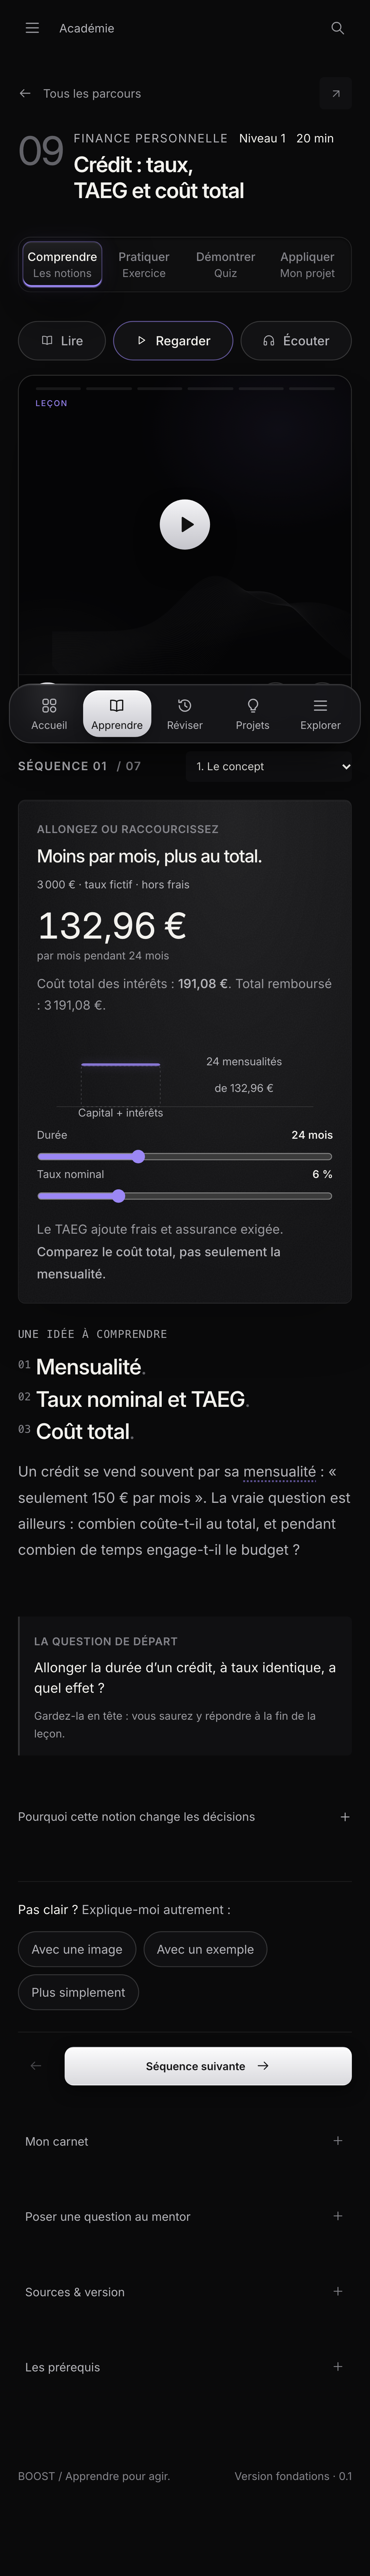 Académie
Tous les parcours
09
FINANCE PERSONNELLE Niveau 1 20 min
Crédit : taux,
TAEG et coût total
Comprendre
Les notions
Pratiquer
Exercice
Démontrer
Quiz
Appliquer
Mon projet
Lire
Regarder
Écouter
LEÇON
Accueil
Apprendre
Réviser
Projets
Explorer
SÉQUENCE 01 / 07
1. Le concept
ALLONGEZ OU RACCOURCISSEZ
Moins par mois, plus au total.
3 000 € · taux fictif · hors frais
132,96 €
par mois pendant 24 mois
Coût total des intérêts : 191,08 €. Total remboursé
: 3 191,08 €.
24 mensualités
de 132,96 €
Capital + intérêts
Durée 24 mois
Taux nominal 6 %
Le TAEG ajoute frais et assurance exigée.
Comparez le coût total, pas seulement la
mensualité.
UNE IDÉE À COMPRENDRE
01 Mensualité.
02 Taux nominal et TAEG.
03 Coût total.
Un crédit se vend souvent par sa mensualité : «
seulement 150 € par mois ». La vraie question est
ailleurs : combien coûte-t-il au total, et pendant
combien de temps engage-t-il le budget ?
LA QUESTION DE DÉPART
Allonger la durée d’un crédit, à taux identique, a
quel effet ?
Gardez-la en tête : vous saurez y répondre à la fin de la
leçon.
Pourquoi cette notion change les décisions
Pas clair ? Explique-moi autrement :
Avec une image
Avec un exemple
Plus simplement
Séquence suivante
Mon carnet
Poser une question au mentor
Sources & version
Les prérequis
BOOST / Apprendre pour agir.
Version fondations · 0.1